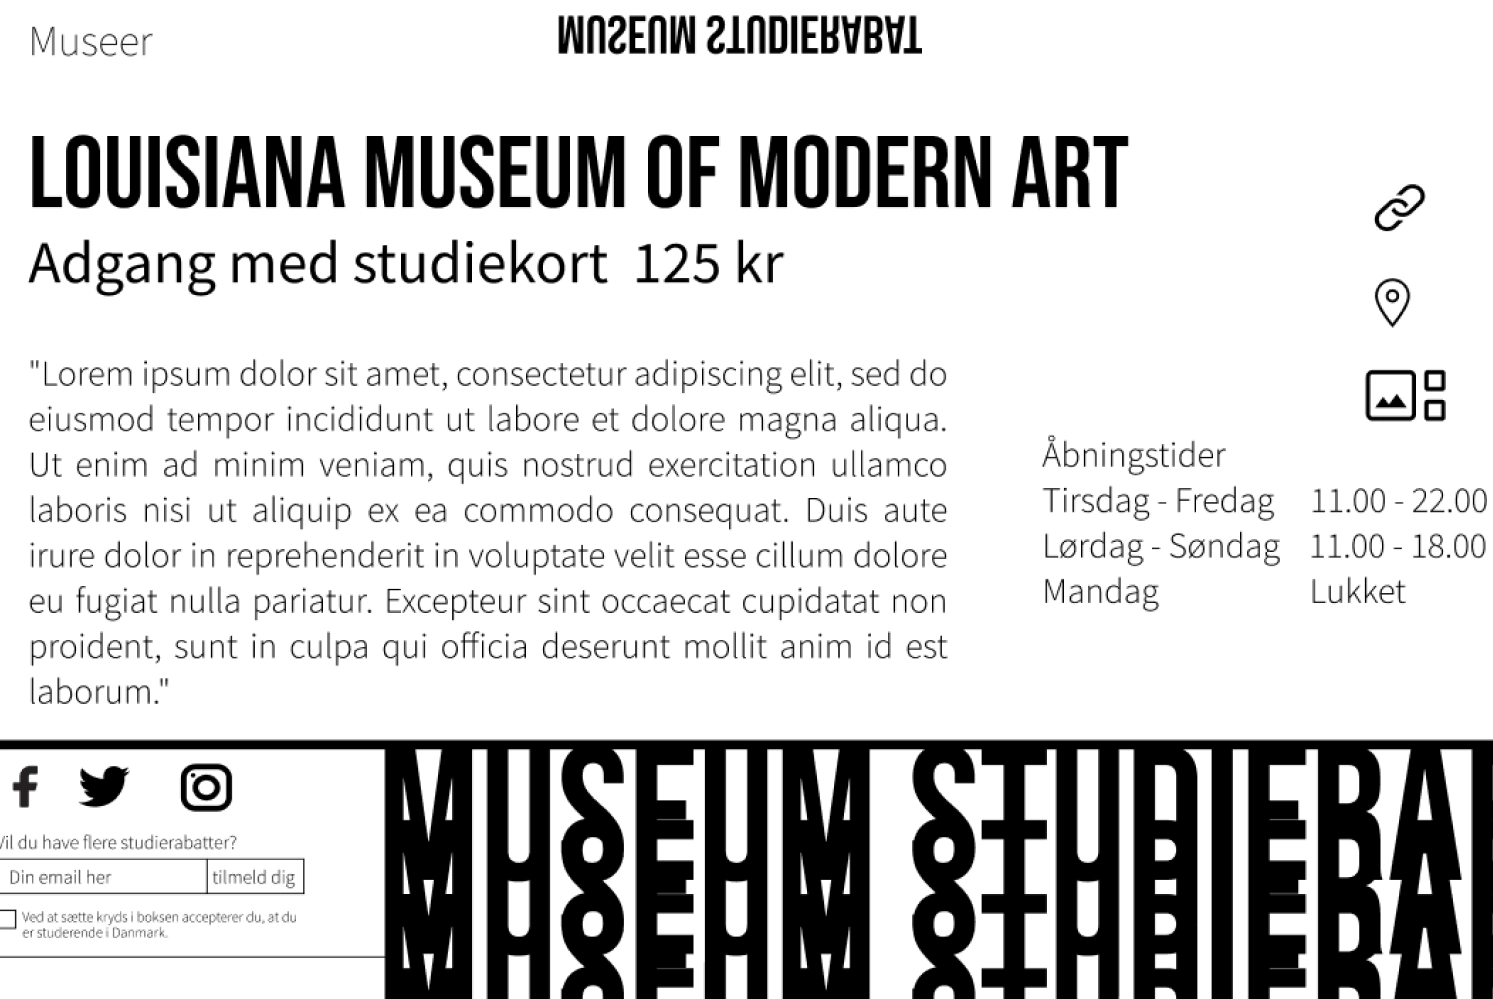 Museer
MUSEUM STUDIERABAT
LOUISIANA MUSEUM OF MODERN ART
Adgang med studiekort 125 kr
"Lorem ipsum dolor sit amet, consectetur adipiscing elit, sed do
eiusmod tempor incididunt ut labore et dolore magna aliqua.
Ut enim ad minim veniam, quis nostrud exercitation ullamco
laboris nisi ut aliquip ex ea commodo consequat. Duis aute
irure dolor in reprehenderit in voluptate velit esse cillum dolore
eu fugiat nulla pariatur. Excepteur sint occaecat cupidatat non
proident, sunt in culpa qui officia deserunt mollit anim id est
laborum."
Åbningstider
Tirsdag - Fredag 11.00 - 22.00
Lørdag - Søndag 11.00 - 18.00
Mandag Lukket
Vil du have flere studierabatter?
Din email her tilmeld dig
Ved at sætte kryds i boksen accepterer du, at du
er studerende i Danmark.
MUSEUM STUDIERA
MUSEUM STUDIERA